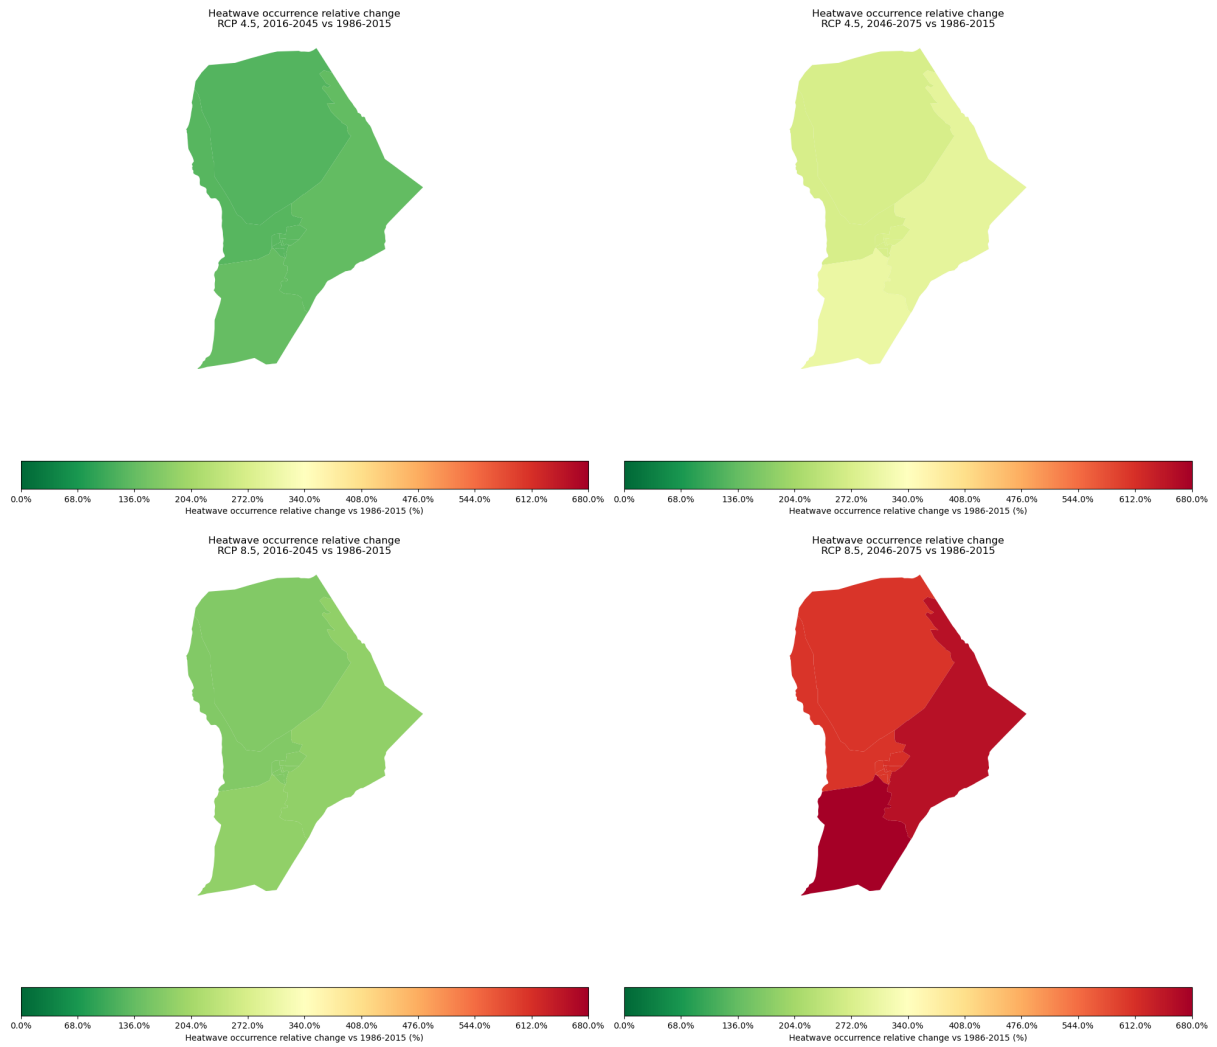 Heatwave occurrence relative change
RCP 4.5, 2016-2045 vs 1986-2015
0.0% 68.0% 136.0% 204.0% 272.0% 340.0% 408.0% 476.0% 544.0% 612.0% 680.0%
Heatwave occurrence relative change vs 1986-2015 (%)
Heatwave occurrence relative change
RCP 4.5, 2046-2075 vs 1986-2015
0.0% 68.0% 136.0% 204.0% 272.0% 340.0% 408.0% 476.0% 544.0% 612.0% 680.0%
Heatwave occurrence relative change vs 1986-2015 (%)
Heatwave occurrence relative change
RCP 8.5, 2016-2045 vs 1986-2015
0.0% 68.0% 136.0% 204.0% 272.0% 340.0% 408.0% 476.0% 544.0% 612.0% 680.0%
Heatwave occurrence relative change vs 1986-2015 (%)
Heatwave occurrence relative change
RCP 8.5, 2046-2075 vs 1986-2015
0.0% 68.0% 136.0% 204.0% 272.0% 340.0% 408.0% 476.0% 544.0% 612.0% 680.0%
Heatwave occurrence relative change vs 1986-2015 (%)